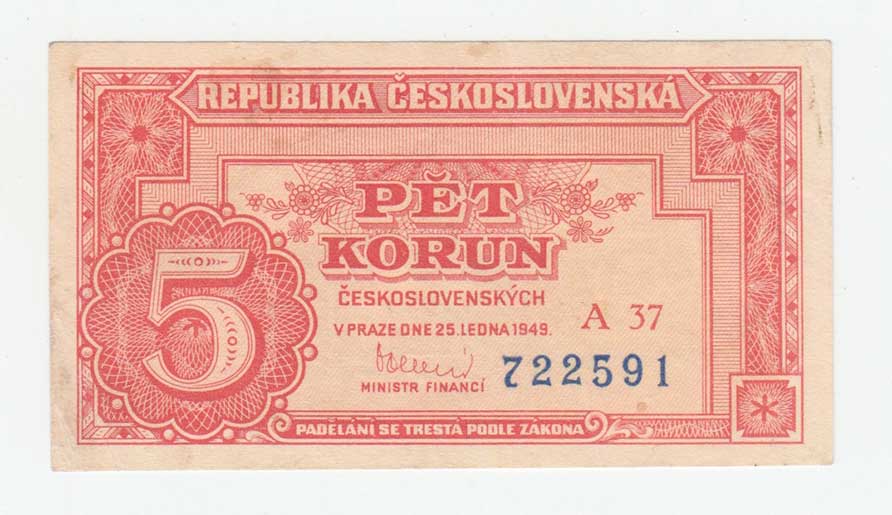 REPUBLIKA ČESKOSLOVENSKÁ
PĚT
KORUN
ČESKOSLOVENSKÝCH
V PRAZE DNE 25. LEDNA 1949.
A 37
MINISTR FINANCÍ
722591
5
PADĚLÁNÍ SE TRESTÁ PODLE ZÁKONA